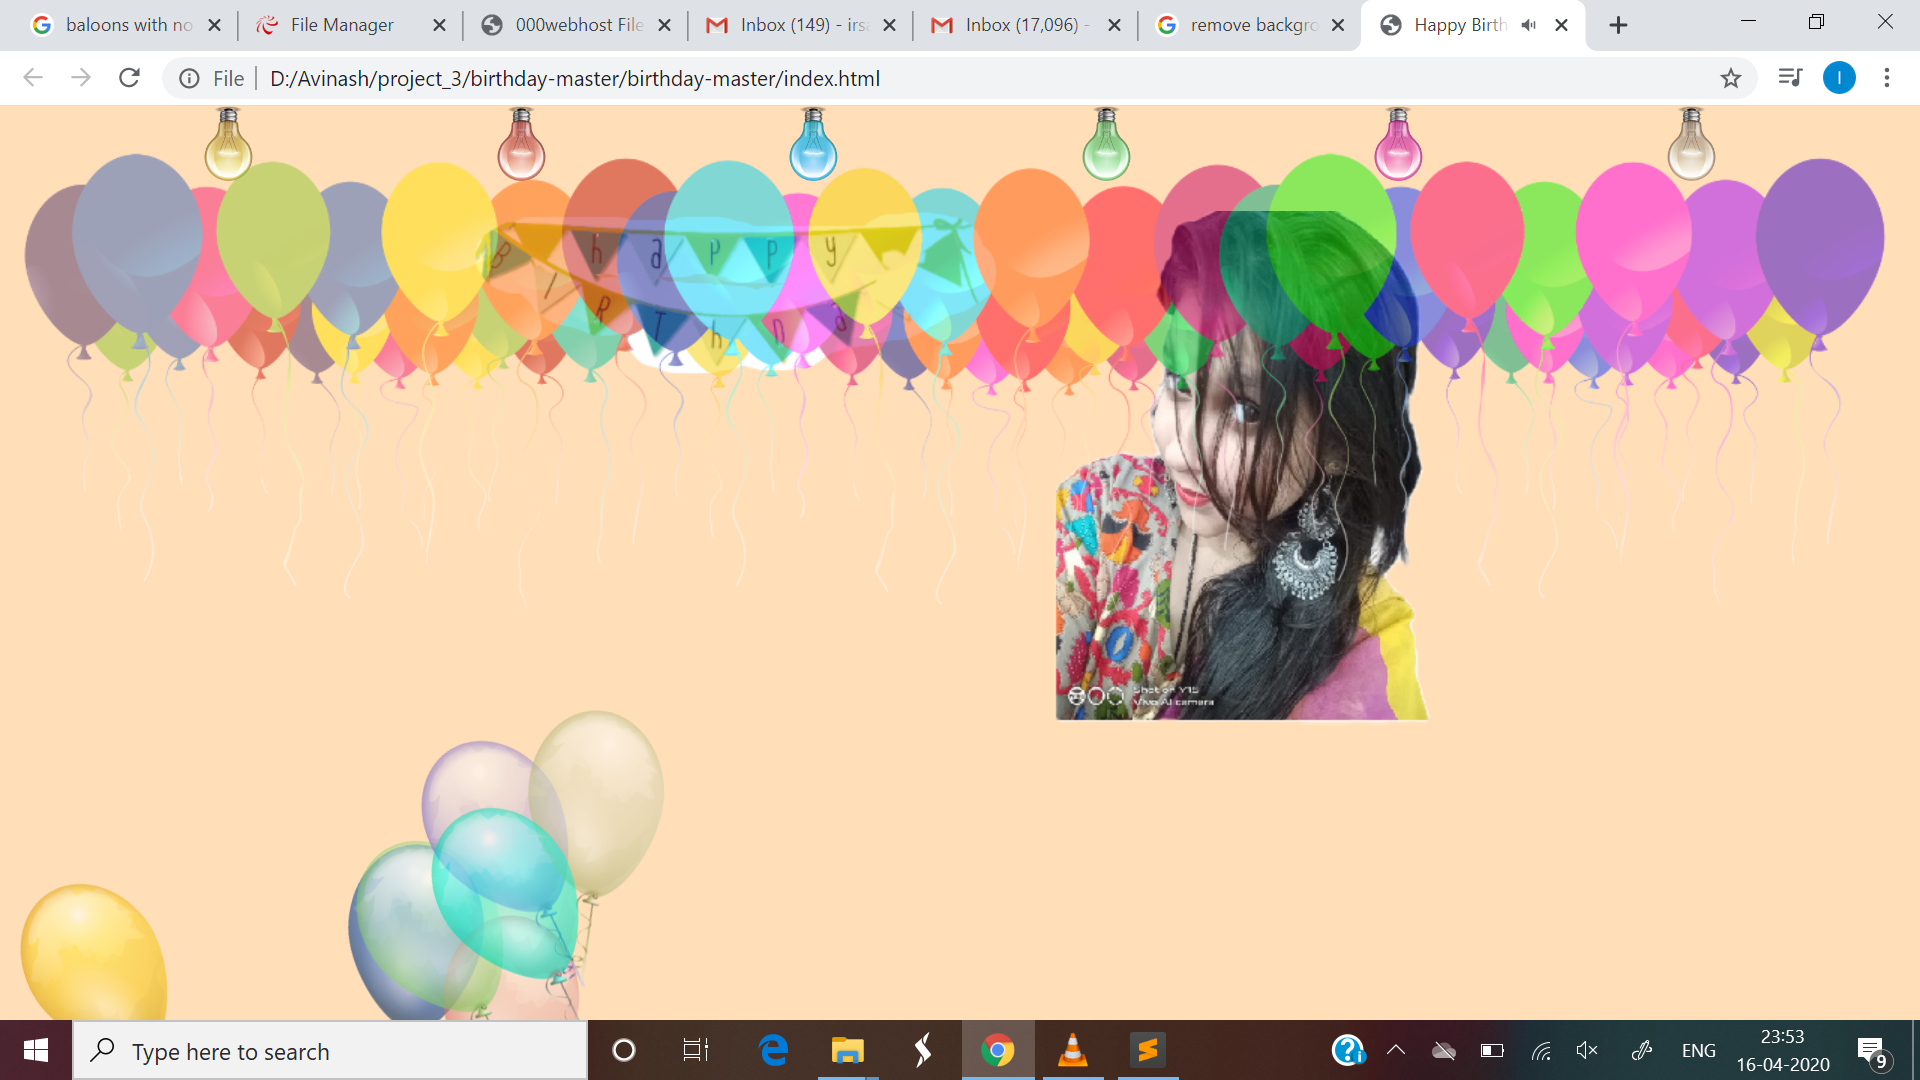 baloons with no
File Manager
000webhost File
Inbox (149) - irsa
Inbox (17,096) -
remove backgro
Happy Birth
File
D:/Avinash/project_3/birthday-master/birthday-master/index.html
I
h a p p y
B I R T h D a
Shot on Y15
Vivo AI camera
Type here to search
ENG
23:53
16-04-2020
9